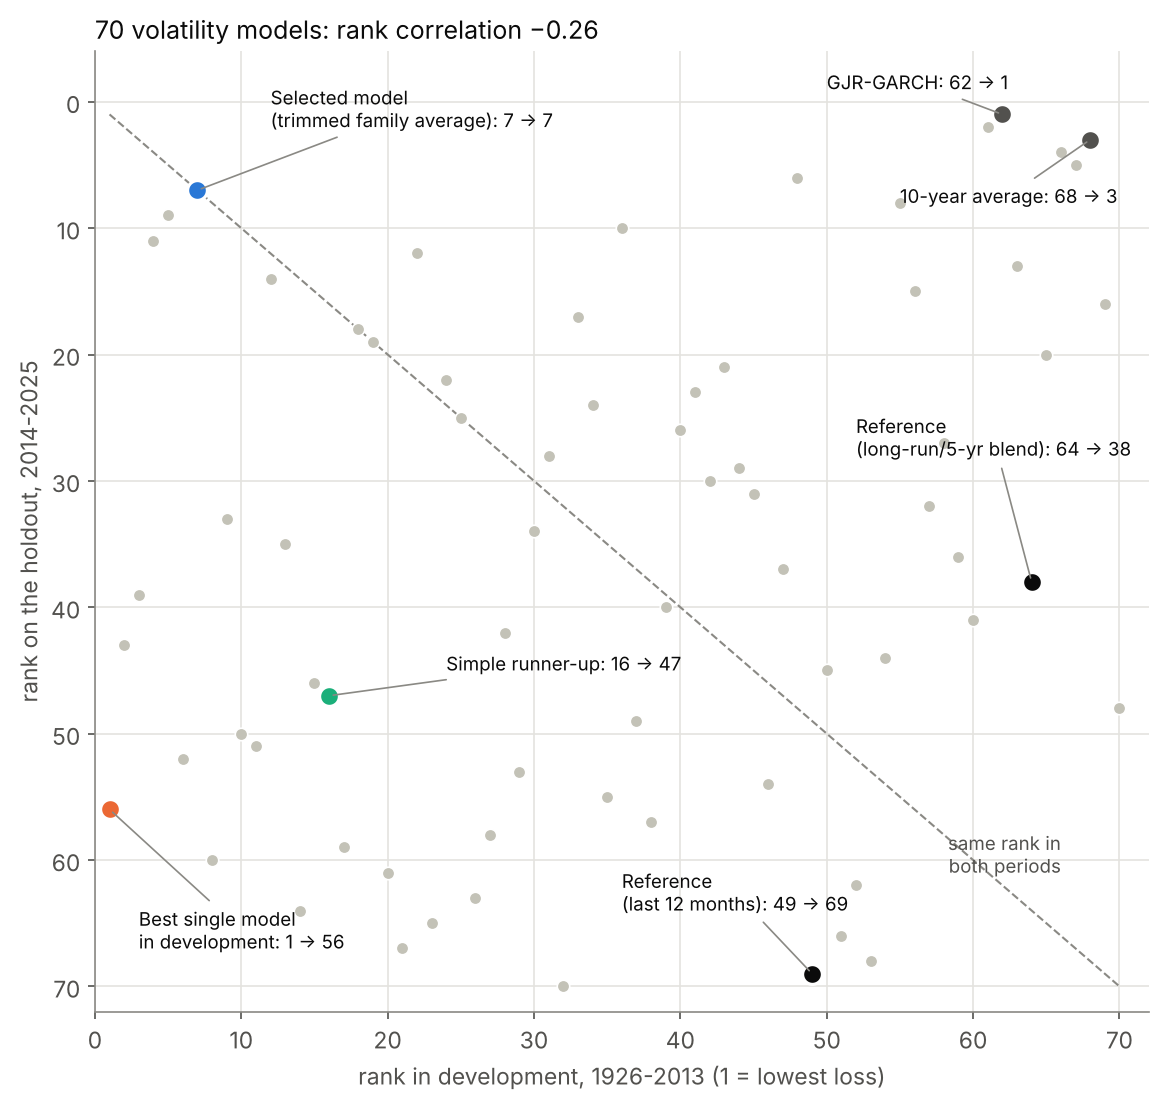 70 volatility models: rank correlation −0.26
Selected model
(trimmed family average): 7 → 7
GJR-GARCH: 62 → 1
10-year average: 68 → 3
Reference
(long-run/5-yr blend): 64 → 38
Simple runner-up: 16 → 47
same rank in
both periods
Reference
(last 12 months): 49 → 69
Best single model
in development: 1 → 56
rank on the holdout, 2014-2025
0
10
20
30
40
50
60
70
0 10 20 30 40 50 60 70
rank in development, 1926-2013 (1 = lowest loss)